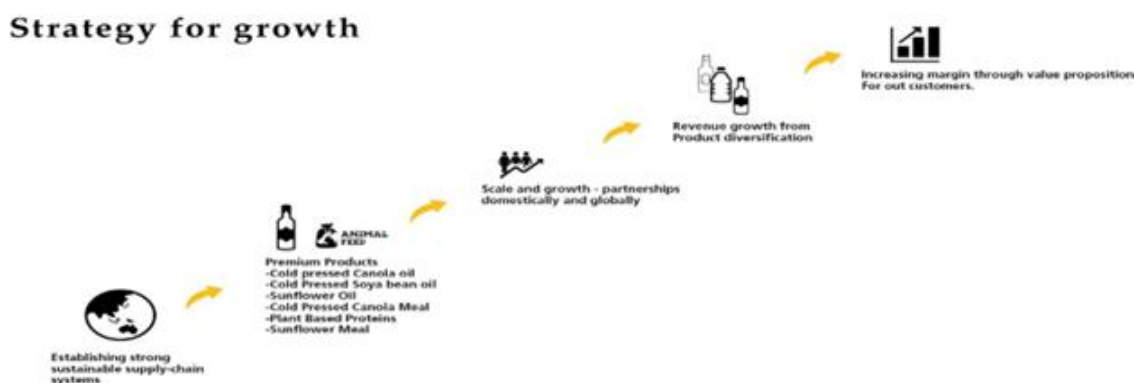 Strategy for growth
Establishing strong
sustainable supply-chain
systems
ANIMAL
FEED
Premium Products
-Cold pressed Canola oil
-Cold Pressed Soya bean oil
-Sunflower Oil
-Cold Pressed Canola Meal
-Plant Based Proteins
-Sunflower Meal
Scale and growth - partnerships
domestically and globally
Revenue growth from
Product diversification
Increasing margin through value proposition
For out customers.